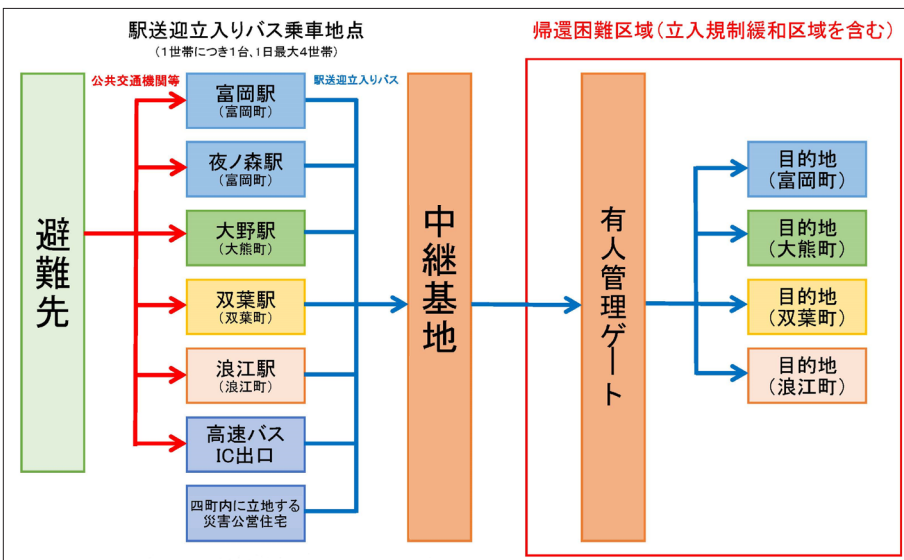 駅送迎立入りバス乗車地点
(1世帯につき1台、1日最大4世帯)
帰還困難区域(立入規制緩和区域を含む)
公共交通機関等
駅送迎立入りバス
避難先
富岡駅
(富岡町)
夜ノ森駅
(富岡町)
大野駅
(大熊町)
双葉駅
(双葉町)
浪江駅
(浪江町)
高速バス
IC出口
四町内に立地する
災害公営住宅
中継基地
有人管理ゲート
目的地
(富岡町)
目的地
(大熊町)
目的地
(双葉町)
目的地
(浪江町)